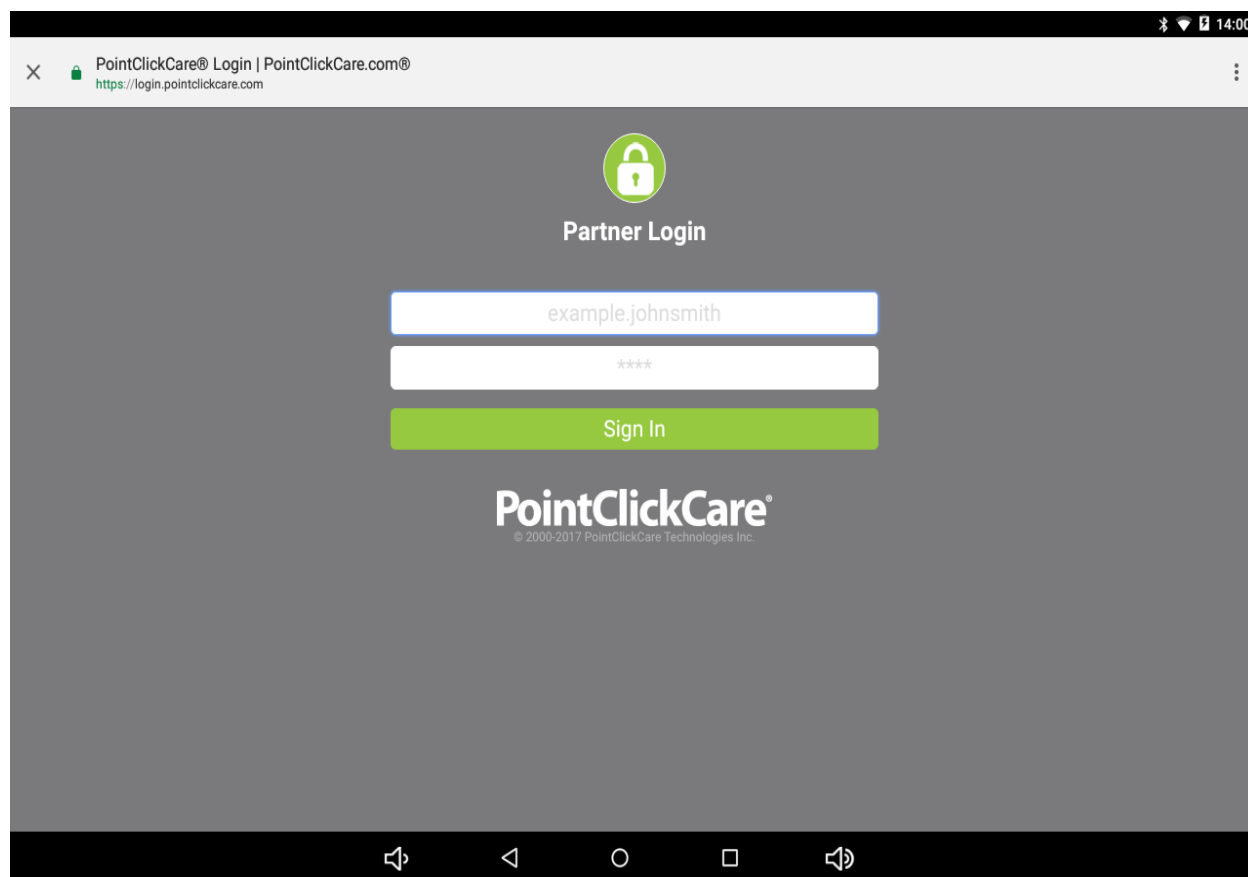 14:00
PointClickCare® Login | PointClickCare.com®
https://login.pointclickcare.com
Partner Login
example.johnsmith
****
Sign In
PointClickCare®
© 2000-2017 PointClickCare Technologies Inc.